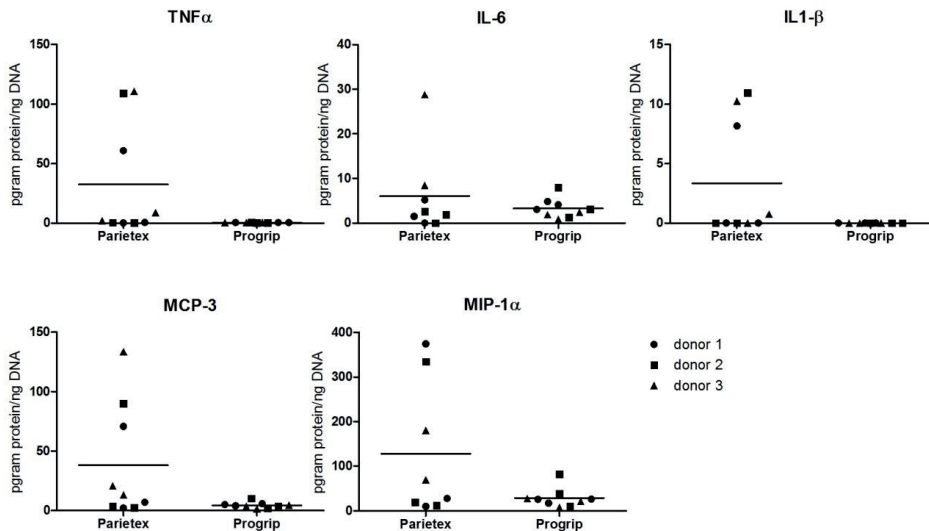 TNFα
pgram protein/ng DNA
150
100
50
0
Parietex
Progrip
IL-6
pgram protein/ng DNA
40
30
20
10
0
Parietex
Progrip
IL1-β
pgram protein/ng DNA
15
10
5
0
Parietex
Progrip
MCP-3
pgram protein/ng DNA
150
100
50
0
Parietex
Progrip
MIP-1α
pgram protein/ng DNA
400
300
200
100
0
Parietex
Progrip
donor 1
donor 2
donor 3